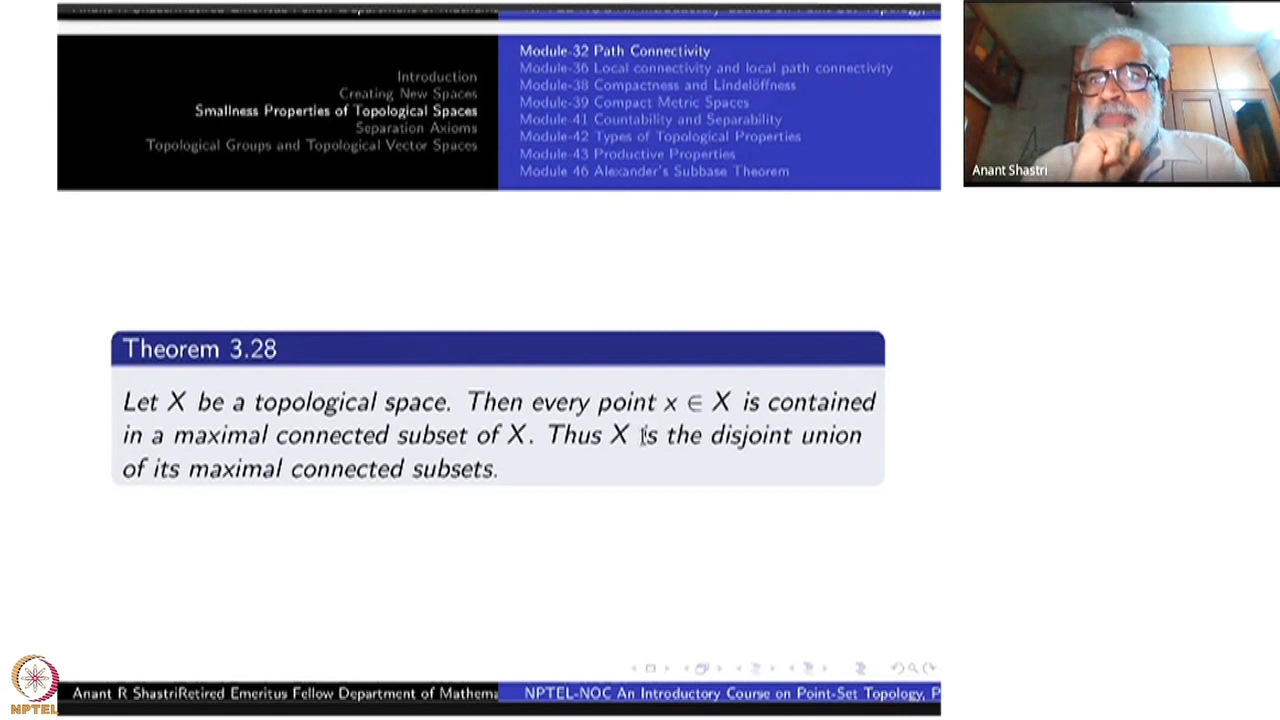 Introduction
Creating New Spaces
Smallness Properties of Topological Spaces
Separation Axioms
Topological Groups and Topological Vector Spaces
Module-32 Path Connectivity
Module-36 Local connectivity and local path connectivity
Module-38 Compactness and Lindelöffness
Module-39 Compact Metric Spaces
Module-41 Countability and Separability
Module-42 Types of Topological Properties
Module-43 Productive Properties
Module 46 Alexander's Subbase Theorem
Anant Shastri
Theorem 3.28
Let X be a topological space. Then every point x ∈ X is contained
in a maximal connected subset of X. Thus X is the disjoint union
of its maximal connected subsets.
NPTEL
Anant R ShastriRetired Emeritus Fellow Department of Mathema
NPTEL-NOC An Introductory Course on Point-Set Topology, P